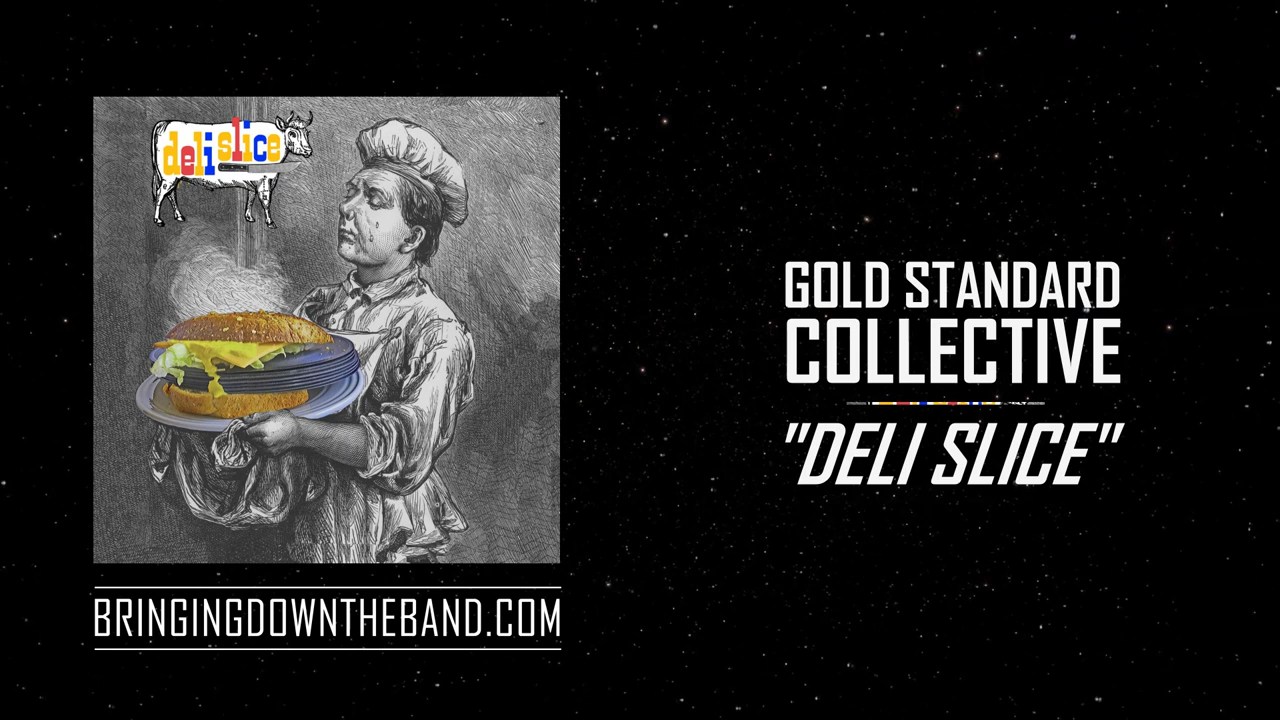 deli slice
BRINGINGDOWNTHEBAND.COM
GOLD STANDARD
COLLECTIVE
"DELI SLICE"